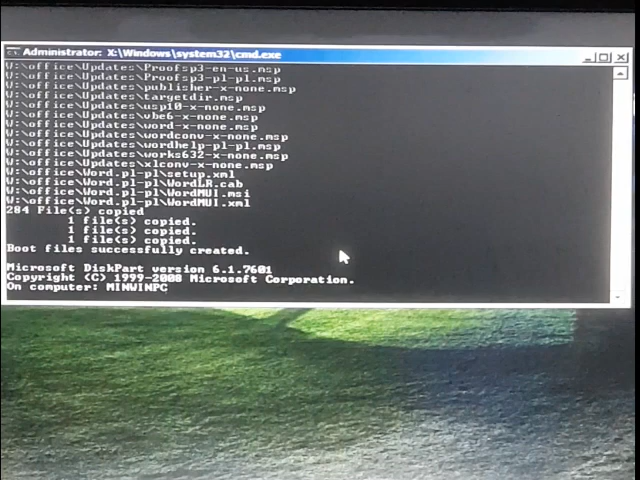 Administrator: X:\Windows\system32\cmd.exe
W:\office\Updates\Proofsp3-en-us.msp
W:\office\Updates\Proofsp3-pl-pl.msp
W:\office\Updates\publisher-x-none.msp
W:\office\Updates\targetdir.msp
W:\office\Updates\usp10-x-none.msp
W:\office\Updates\vbe6-x-none.msp
W:\office\Updates\word-x-none.msp
W:\office\Updates\wordconv-x-none.msp
W:\office\Updates\wordhelp-pl-pl.msp
W:\office\Updates\works632-x-none.msp
W:\office\Updates\xlconv-x-none.msp
W:\office\Word.pl-pl\setup.xml
W:\office\Word.pl-pl\WordLR.cab
W:\office\Word.pl-pl\WordMUI.msi
W:\office\Word.pl-pl\WordMUI.xml
284 File(s) copied
1 file(s) copied.
1 file(s) copied.
1 file(s) copied.
Boot files successfully created.
Microsoft DiskPart version 6.1.7601
Copyright (C) 1999-2008 Microsoft Corporation.
On computer: MINWINPC